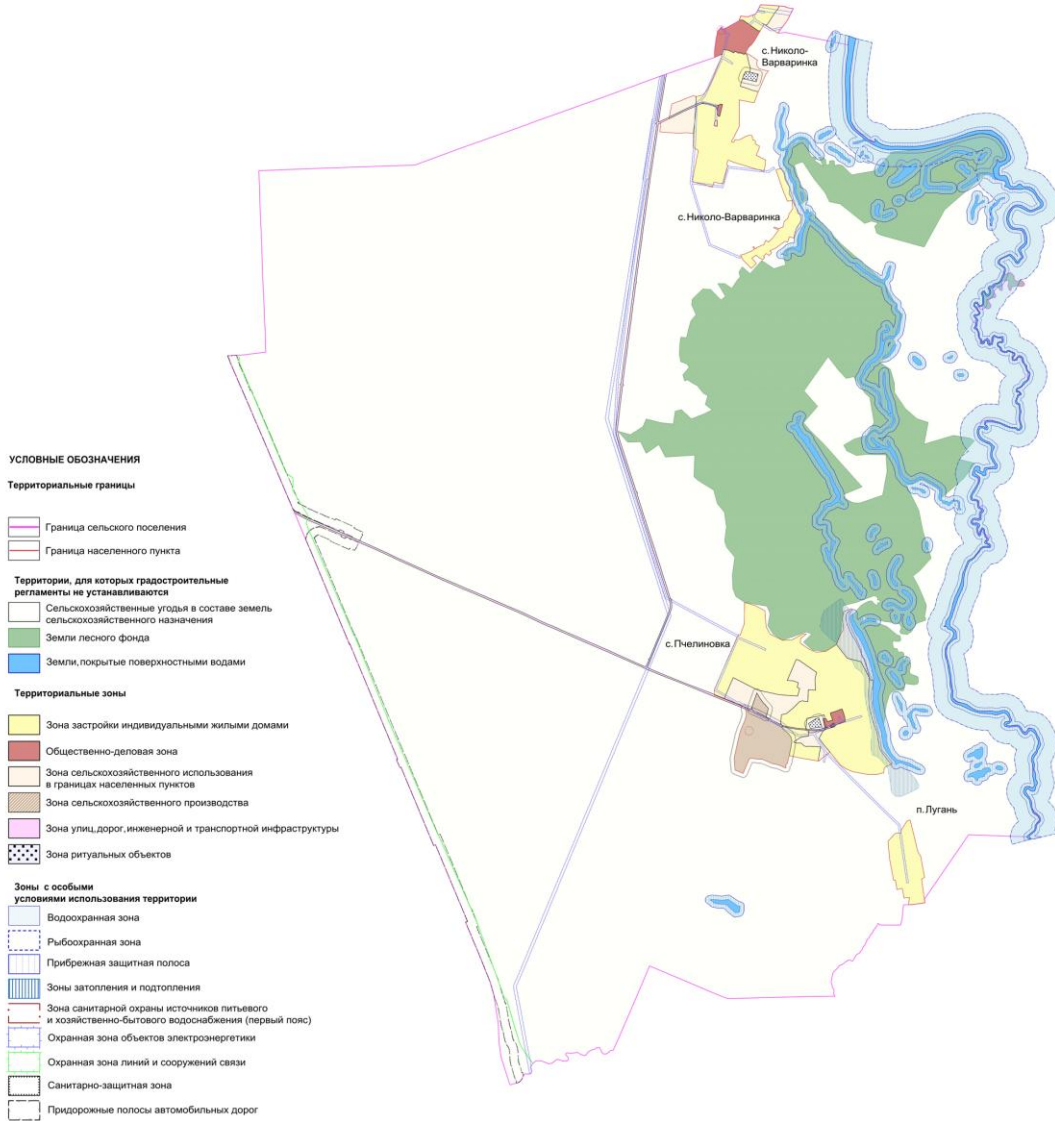 с.Николо-
Варваринка
с.Николо-Варваринка
с.Пчелиновка
п.Лугань
УСЛОВНЫЕ ОБОЗНАЧЕНИЯ
Территориальные границы
Граница сельского поселения
Граница населенного пункта
Территории, для которых градостроительные
регламенты не устанавливаются
Сельскохозяйственные угодья в составе земель
сельскохозяйственного назначения
Земли лесного фонда
Земли,покрытые поверхностными водами
Территориальные зоны
Зона застройки индивидуальными жилыми домами
Общественно-деловая зона
Зона сельскохозяйственного использования
в границах населенных пунктов
Зона сельскохозяйственного производства
Зона улиц,дорог,инженерной и транспортной инфраструктуры
Зона ритуальных объектов
Зоны с особыми
условиями использования территории
Водоохранная зона
Рыбоохранная зона
Прибрежная защитная полоса
Зоны затопления и подтопления
Зона санитарной охраны источников питьевого
и хозяйственно-бытового водоснабжения (первый пояс)
Охранная зона объектов электроэнергетики
Охранная зона линий и сооружений связи
Санитарно-защитная зона
Придорожные полосы автомобильных дорог